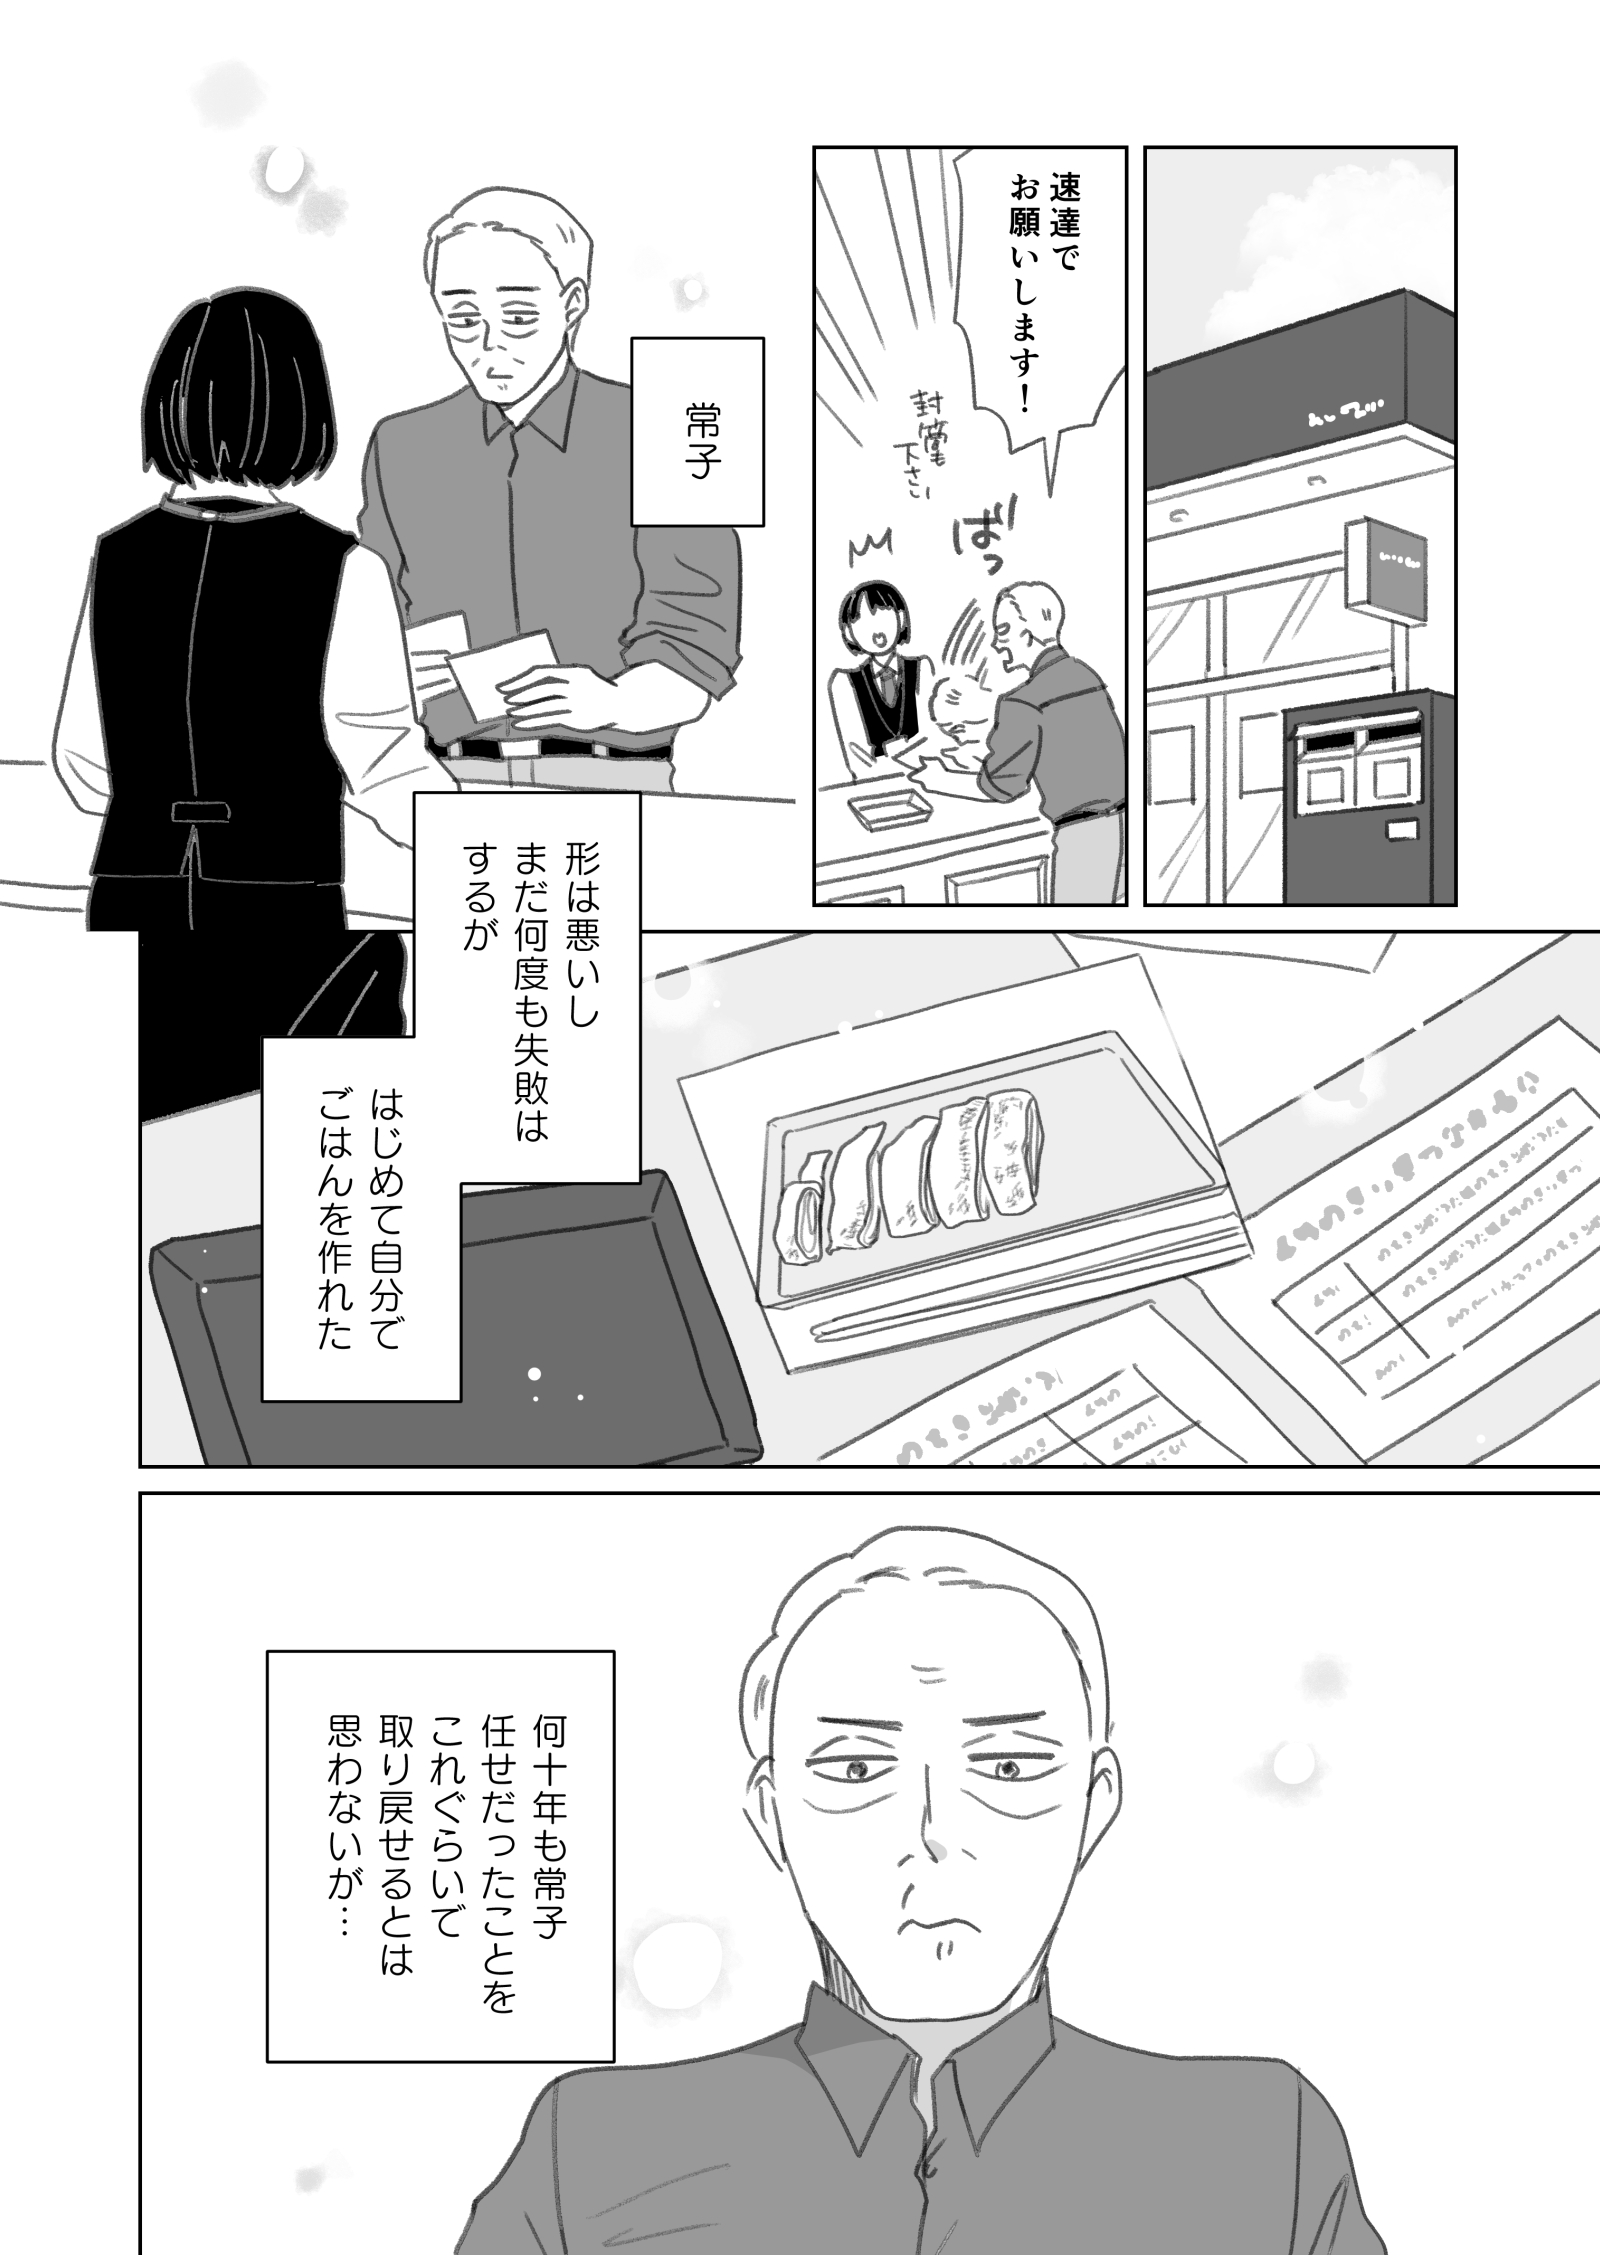 速達で
お願いします！
封筒も
下さい
ばっ
常子
形は悪いし
まだ何度も失敗は
するが
はじめて自分で
ごはんを作れた
何十年も常子
任せだったことを
これぐらいで
取り戻せるとは
思わないが…